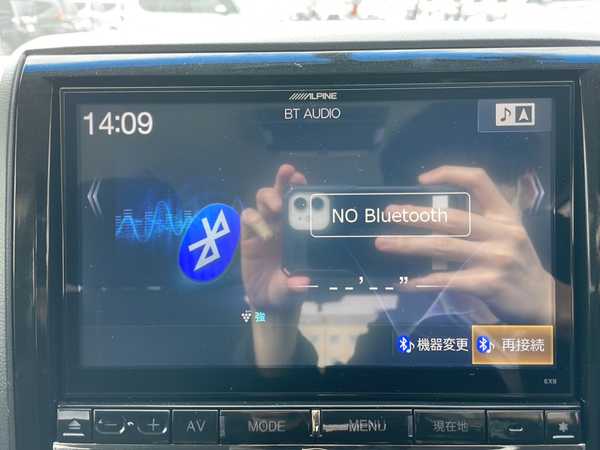 ALPINE
BT AUDIO
14:09
NO Bluetooth
--'--"
強
機器変更
再接続
EX9
− + AV MODE MENU 現在地